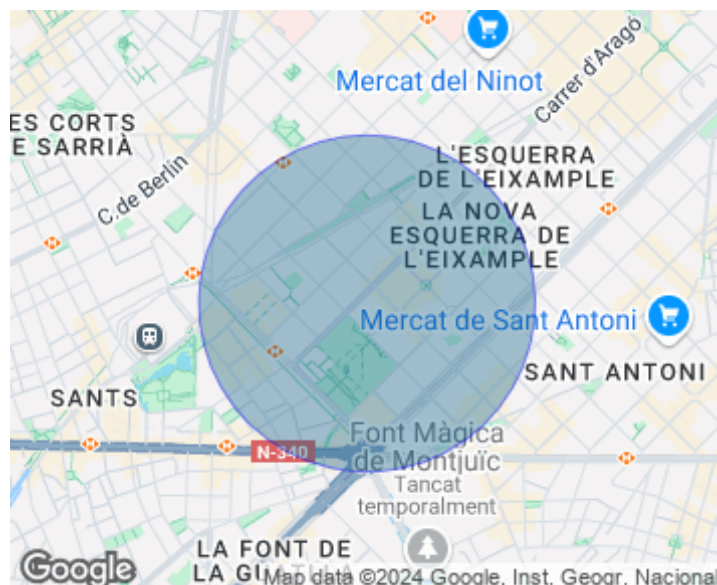 Mercat del Ninot
Carrer d'Aragó
ES CORTS
E SARRIÀ
C. de Berlin
L'ESQUERRA
DE L'EIXAMPLE
LA NOVA
ESQUERRA DE
L'EIXAMPLE
Mercat de Sant Antoni
SANT ANTONI
SANTS
N-340
Font Màgica
de Montjuïc
Tancat
temporalment
LA FONT DE
Google
Map data ©2024 Google, Inst. Geogr. Nacional